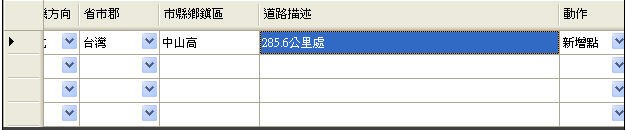 方向 省市郡 市縣鄉鎮區 道路描述 動作
台灣 中山高 285.6公里處 新增點